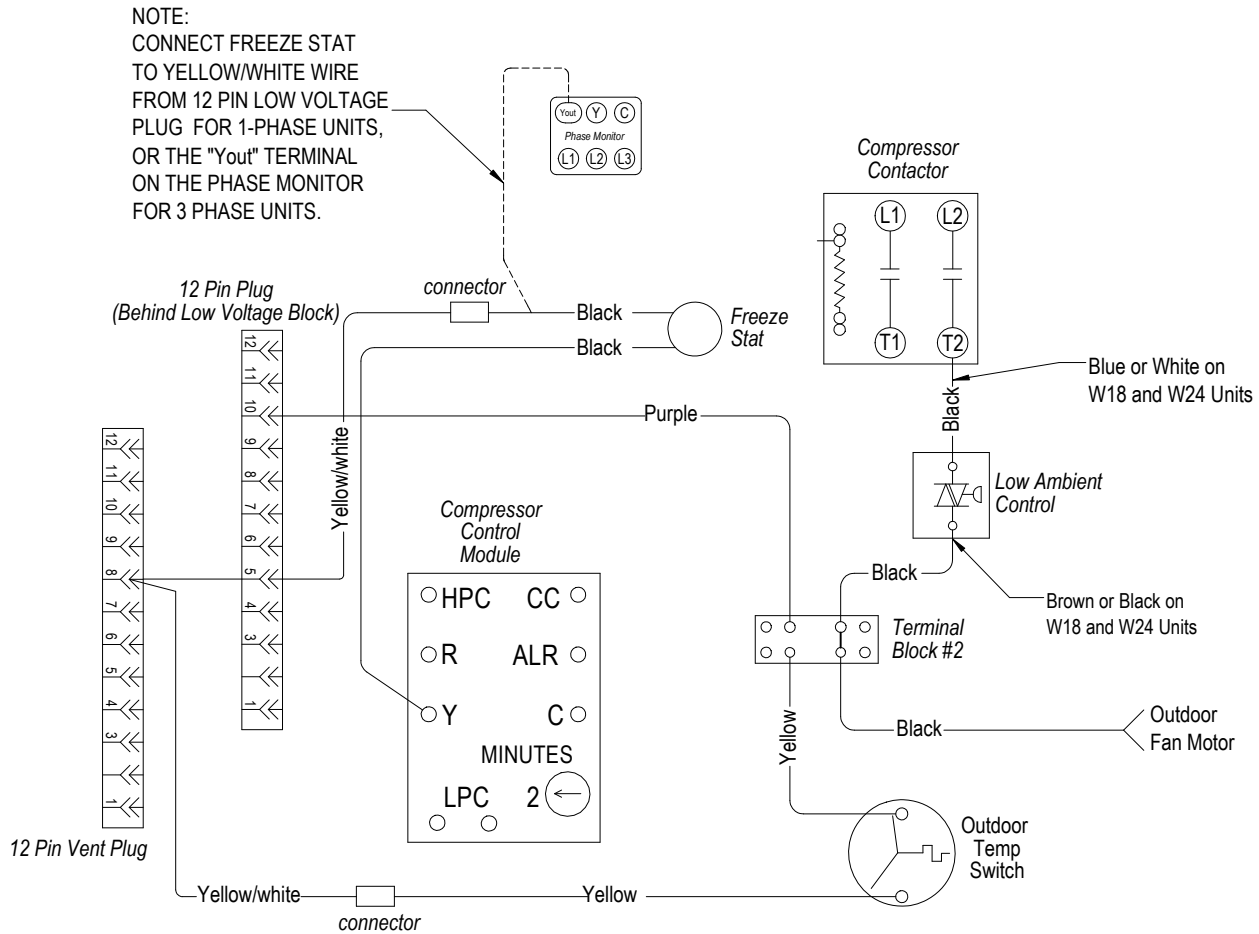 NOTE:
CONNECT FREEZE STAT
TO YELLOW/WHITE WIRE
FROM 12 PIN LOW VOLTAGE
PLUG FOR 1-PHASE UNITS,
OR THE "Yout" TERMINAL
ON THE PHASE MONITOR
FOR 3 PHASE UNITS.
Yout Y C
Phase Monitor
L1 L2 L3
Compressor
Contactor
L1 L2
T1 T2
12 Pin Plug
(Behind Low Voltage Block)
connector
Black
Black
Freeze
Stat
Blue or White on
W18 and W24 Units
Black
Low Ambient
Control
Brown or Black on
W18 and W24 Units
Black
12
11
10
9
8
7
6
5
4
3
1
Purple
Yellow/white
12
11
10
9
8
7
6
5
4
3
1
12 Pin Vent Plug
Compressor
Control
Module
HPC CC
R ALR
Y C
MINUTES
LPC 2
Terminal
Block #2
Yellow
Black
Outdoor
Fan Motor
Outdoor
Temp
Switch
Yellow/white
connector
Yellow